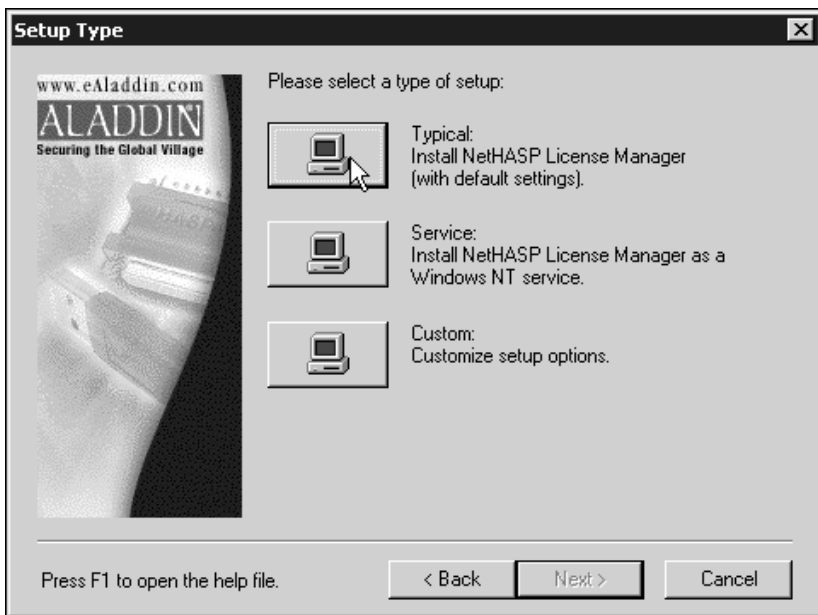 Setup Type
www.eAladdin.com
ALADDIN
Securing the Global Village
HASP
Please select a type of setup:
Typical:
Install NetHASP License Manager
(with default settings).
Service:
Install NetHASP License Manager as a
Windows NT service.
Custom:
Customize setup options.
Press F1 to open the help file.
< Back
Next >
Cancel